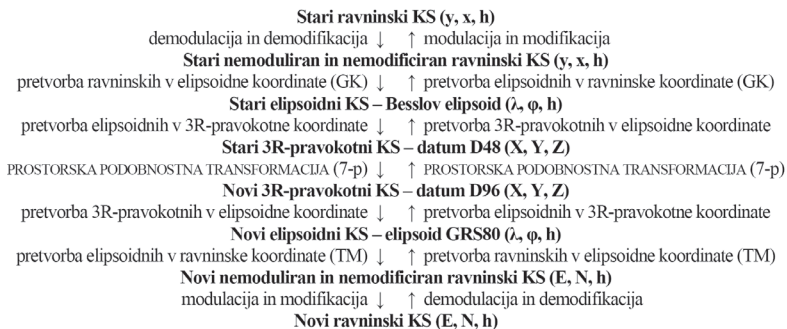 Stari ravninski KS (y, x, h)
demodulacija in demodifikacija ↓ ↑ modulacija in modifikacija
Stari nemoduliran in nemodificiran ravninski KS (y, x, h)
pretvorba ravninskih v elipsoidne koordinate (GK) ↓ ↑ pretvorba elipsoidnih v ravninske koordinate (GK)
Stari elipsoidni KS – Besslov elipsoid (λ, φ, h)
pretvorba elipsoidnih v 3R-pravokotne koordinate ↓ ↑ pretvorba 3R-pravokotnih v elipsoidne koordinate
Stari 3R-pravokotni KS – datum D48 (X, Y, Z)
PROSTORSKA PODOBNOSTNA TRANSFORMACIJA (7-p) ↓ ↑ PROSTORSKA PODOBNOSTNA TRANSFORMACIJA (7-p)
Novi 3R-pravokotni KS – datum D96 (X, Y, Z)
pretvorba 3R-pravokotnih v elipsoidne koordinate ↓ ↑ pretvorba elipsoidnih v 3R-pravokotne koordinate
Novi elipsoidni KS – elipsoid GRS80 (λ, φ, h)
pretvorba elipsoidnih v ravninske koordinate (TM) ↓ ↑ pretvorba ravninskih v elipsoidne koordinate (TM)
Novi nemoduliran in nemodificiran ravninski KS (E, N, h)
modulacija in modifikacija ↓ ↑ demodulacija in demodifikacija
Novi ravninski KS (E, N, h)